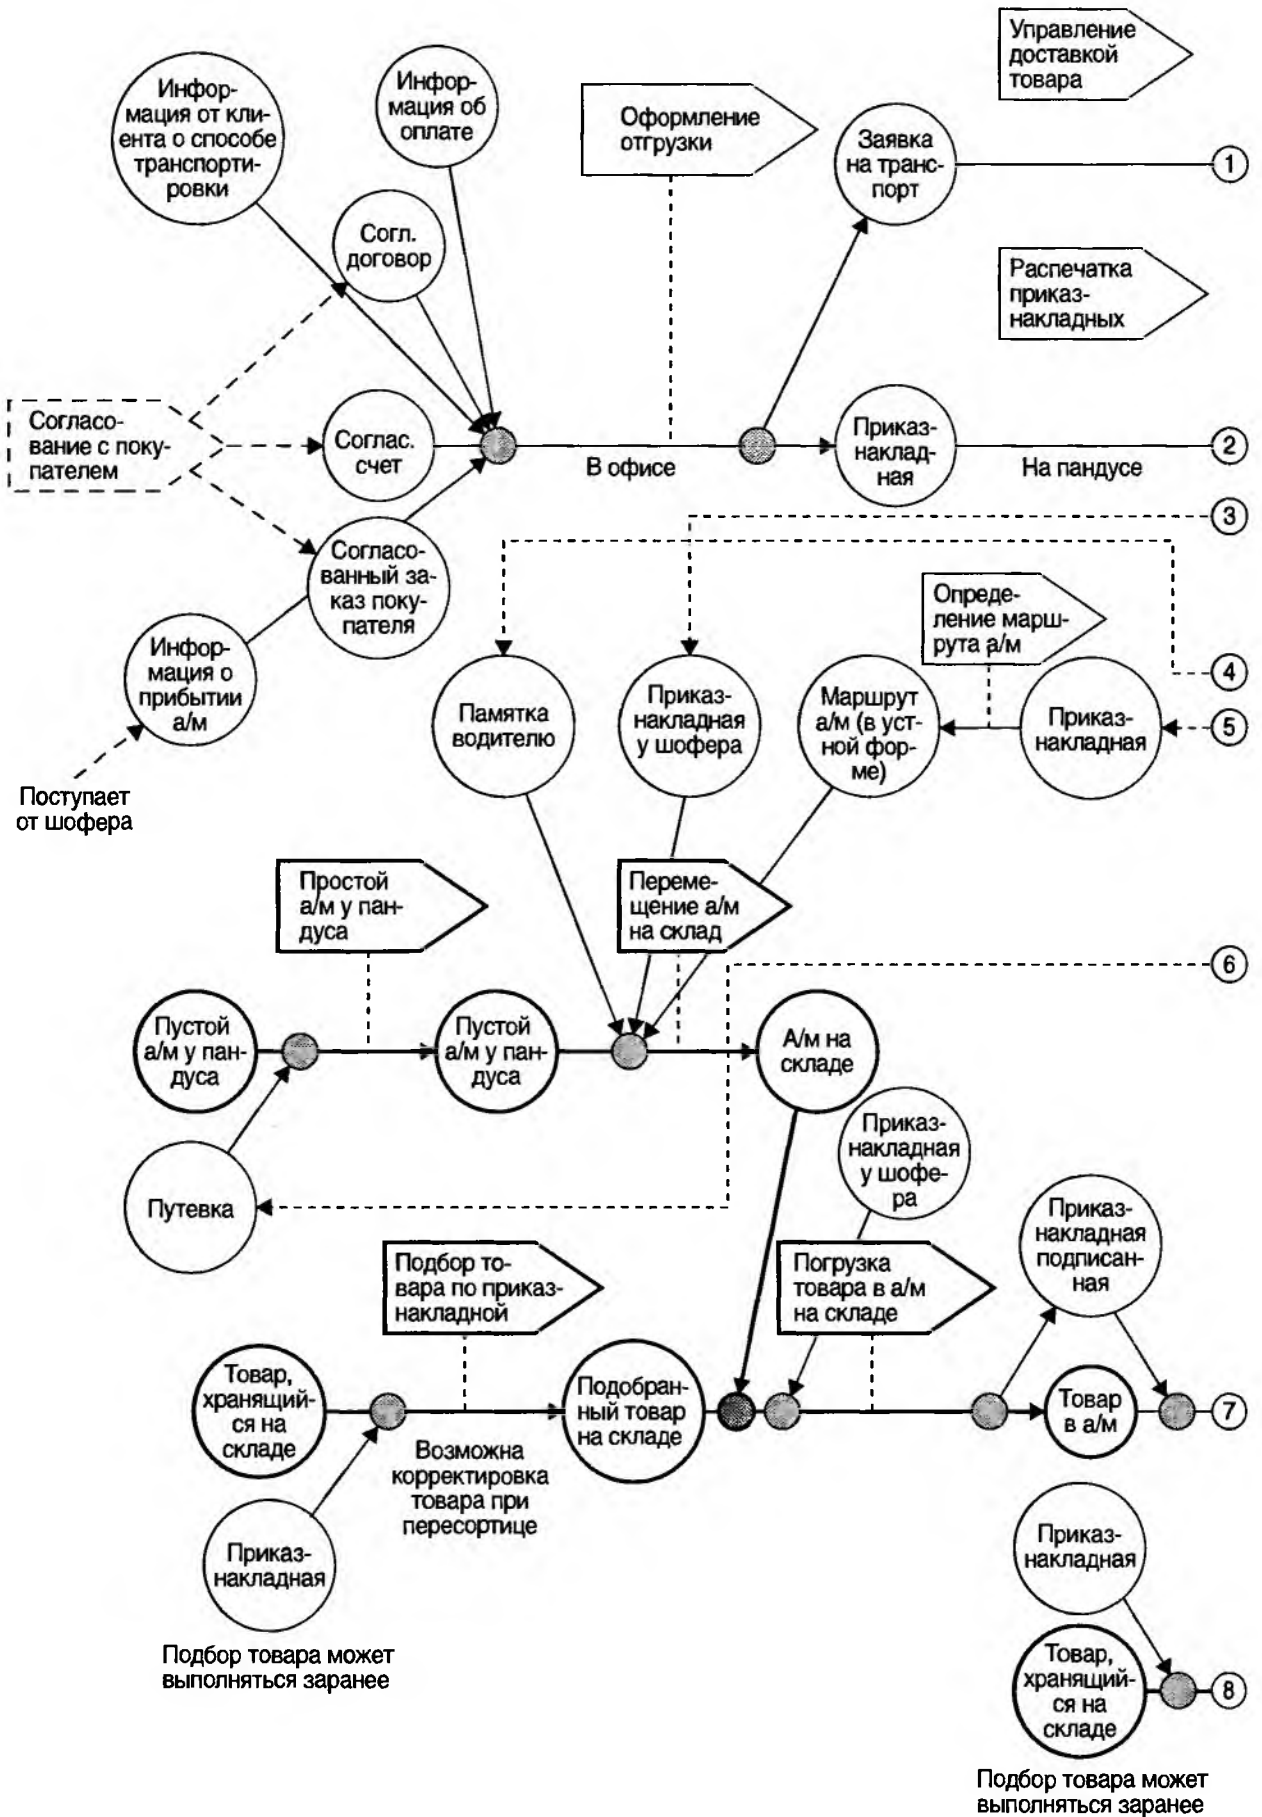 Управление
доставкой
товара
Инфор-
мация от кли-
ента о способе
транспорти-
ровки
Инфор-
мация об
оплате
Оформление
отгрузки
Заявка
на транс-
порт
1
Согл.
договор
Распечатка
приказ-
накладных
Согласо-
вание с поку-
пателем
Соглас.
счет
В офисе
Приказ-
наклад-
ная
На пандусе
2
3
Согласо-
ванный за-
каз поку-
пателя
Опреде-
ление марш-
рута а/м
Инфор-
мация о
прибытии
а/м
Памятка
водителю
Приказ-
накладная
у шофера
Маршрут
а/м (в уст-
ной фор-
ме)
Приказ-
накладная
4
5
Поступает
от шофера
Простой
а/м у пан-
дуса
Переме-
щение а/м
на склад
6
Пустой
а/м у пан-
дуса
Пустой
а/м у пан-
дуса
А/м на
складе
Приказ-
накладная
у шофе-
ра
Путевка
Приказ-
накладная
подписан-
ная
Подбор то-
вара по приказ-
накладной
Погрузка
товара в а/м
на складе
Товар,
хранящий-
ся на
складе
Подобран-
ный товар
на складе
Товар
в а/м
7
Возможна
корректировка
товара при
пересортице
Приказ-
накладная
Подбор товара может
выполняться заранее
Приказ-
накладная
Товар,
хранящий-
ся на
складе
8
Подбор товара может
выполняться заранее